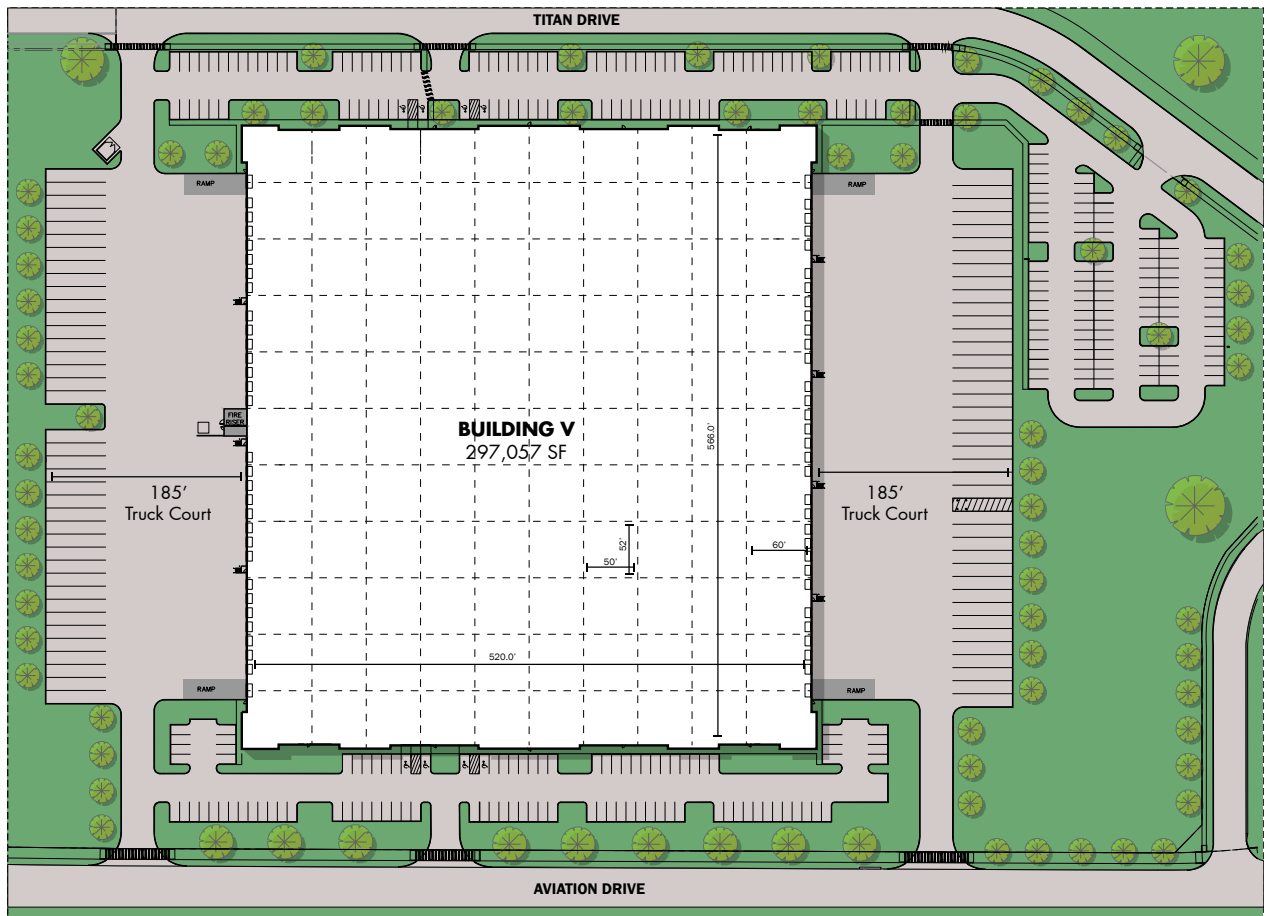 TITAN DRIVE
RAMP
RAMP
566.0'
FIRE
RISER
BUILDING V
297,057 SF
185'
Truck Court
185'
Truck Court
52'
60'
50'
520.0'
RAMP
RAMP
AVIATION DRIVE